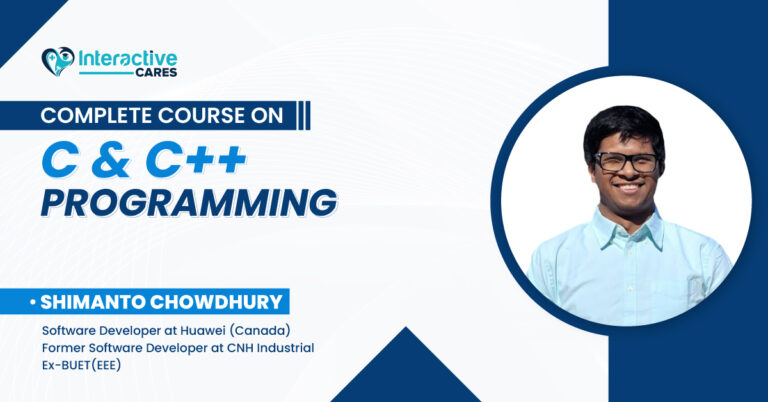 Interactive
CARES
COMPLETE COURSE ON
C & C++
PROGRAMMING
• SHIMANTO CHOWDHURY
Software Developer at Huawei (Canada)
Former Software Developer at CNH Industrial
Ex-BUET(EEE)